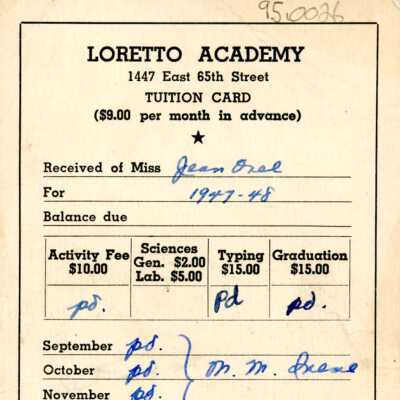 95.0026
LORETTO ACADEMY
1447 East 65th Street
TUITION CARD
($9.00 per month in advance)
★
Received of Miss Jean
For 1947-48
Balance due
Activity Fee $10.00 Sciences Gen. $2.00 Lab. $5.00 Typing $15.00 Graduation $15.00
pd. Pd pd.
September pd.
October pd. M. M.
November pd.